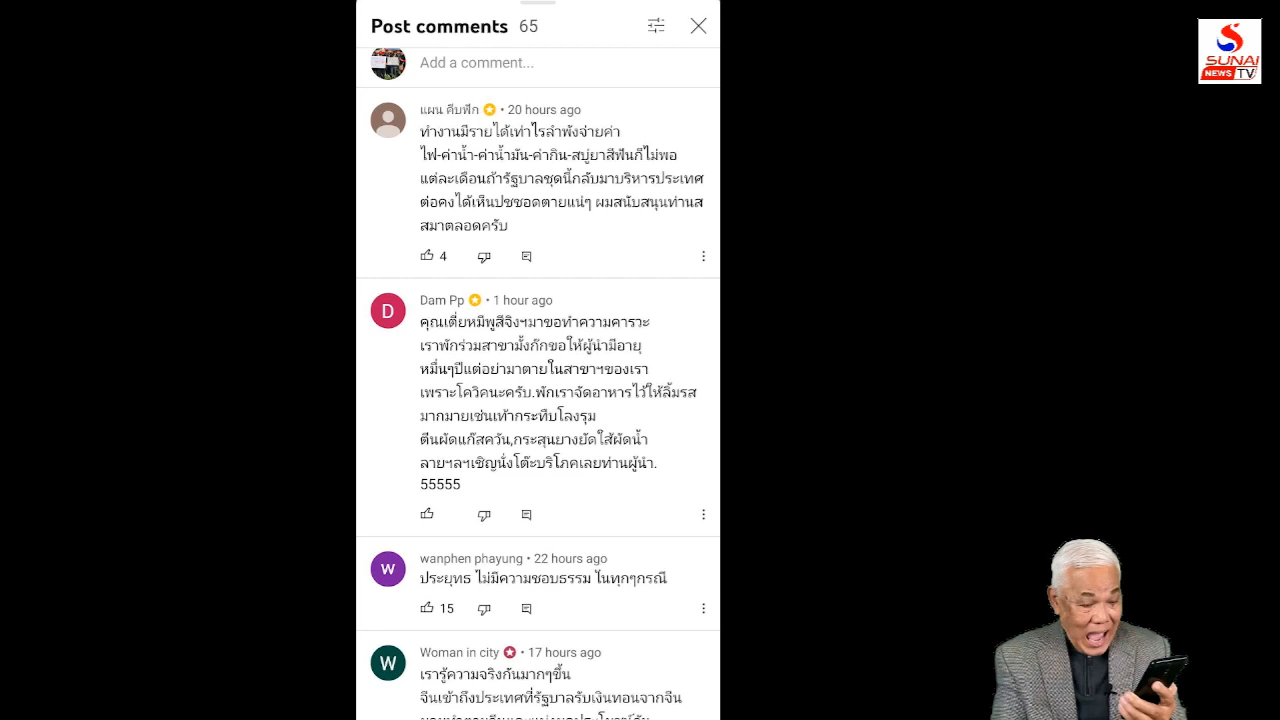 Post comments 65
SUNAI
NEWS TV
Add a comment...
แผน คีบฟัก • 20 hours ago
ทำงานมีรายได้เท่าไรลำพังจ่ายค่า
ไฟ-ค่าน้ำ-ค่าน้ำมัน-ค่ากิน-สบู่ยาสีฟันก็ไม่พอ
แต่ละเดือนถ้ารัฐบาลชุดนี้กลับมาบริหารประเทศ
ต่อคงได้เห็นปชชอดตายแน่ๆ ผมสนับสนุนท่านส
สมาตลอดครับ
4
D
Dam Pp • 1 hour ago
คุณเตี่ยหมีพูสีจิงฯมาขอทำความคารวะ
เราพักร่วมสาขามั้งก๊กขอให้ผู้นำมีอายุ
หมื่นๆปีแต่อย่ามาตายในสาขาฯของเรา
เพราะโควิคนะครับ.พักเราจัดอาหารไว้ให้ลิ้มรส
มากมายเช่นเท้ากระทืบโลงรุม
ตีนผัดแก๊สควัน,กระสุนยางยัดใส้ผัดน้ำ
ลายฯลฯเชิญนั่งโต๊ะบริโภคเลยท่านผู้นำ.
55555
W
wanphen phayung • 22 hours ago
ประยุทธ ไม่มีความชอบธรรม ในทุกๆกรณี
15
W
Woman in city • 17 hours ago
เรารู้ความจริงกันมากๆขึ้น
จีนเข้าถึงประเทศที่รัฐบาลรับเงินทอนจากจีน